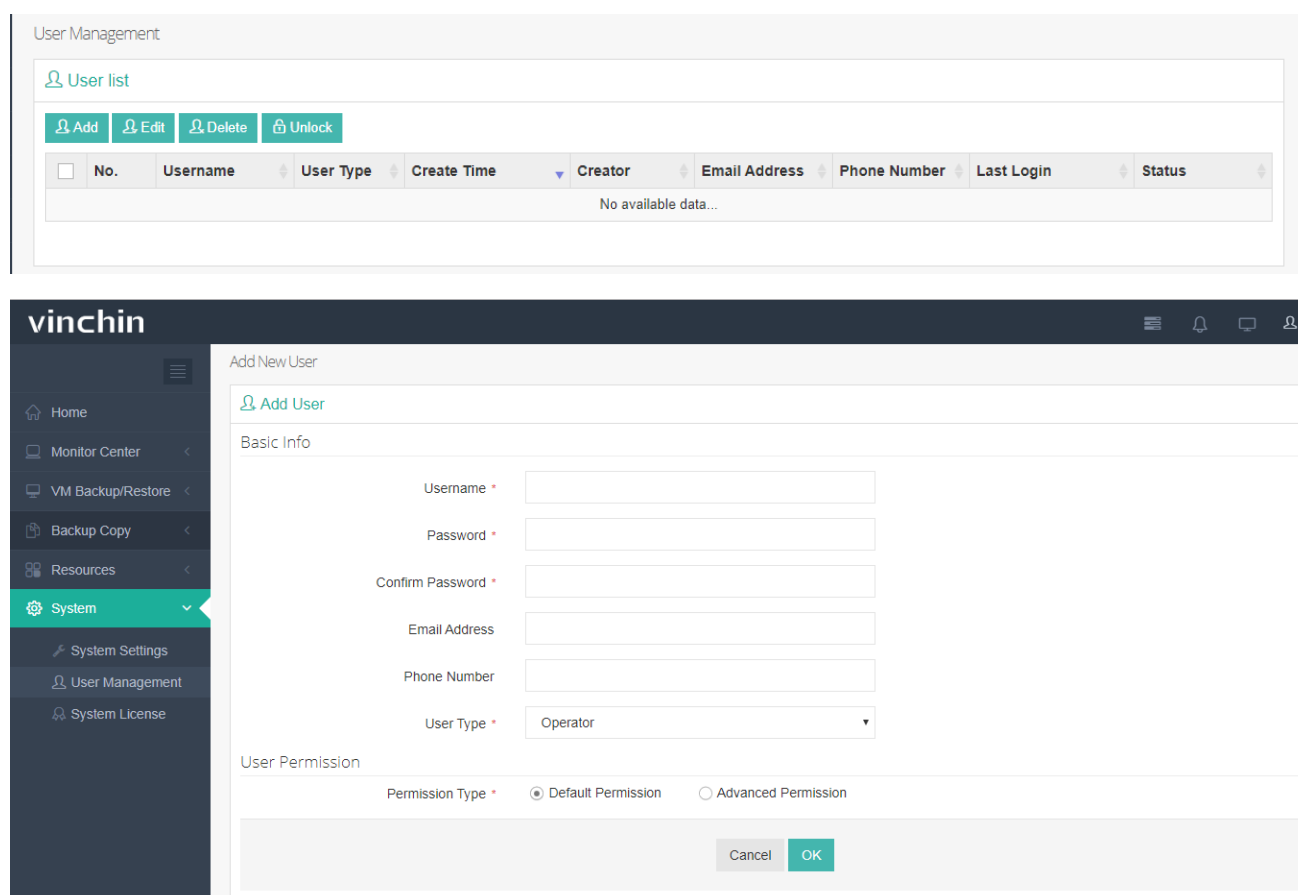 User Management
User list
Add Edit Delete Unlock
No. Username User Type Create Time Creator Email Address Phone Number Last Login Status
No available data...
vinchin
Add New User
Add User
Home
Basic Info
Monitor Center
Username *
VM Backup/Restore
Backup Copy
Password *
Resources
Confirm Password *
System
Email Address
System Settings
Phone Number
User Management
System License
User Type * Operator
User Permission
Permission Type * Default Permission Advanced Permission
Cancel OK